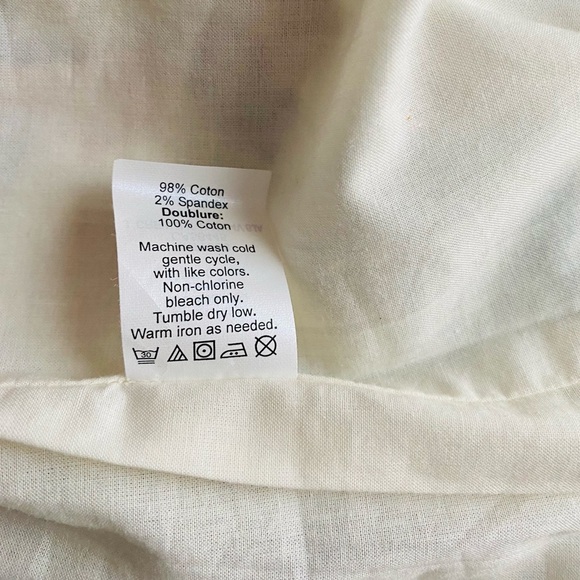 98% Coton
2% Spandex
Doublure:
100% Coton
Machine wash cold
gentle cycle,
with like colors.
Non-chlorine
bleach only.
Tumble dry low.
Warm iron as needed.
30